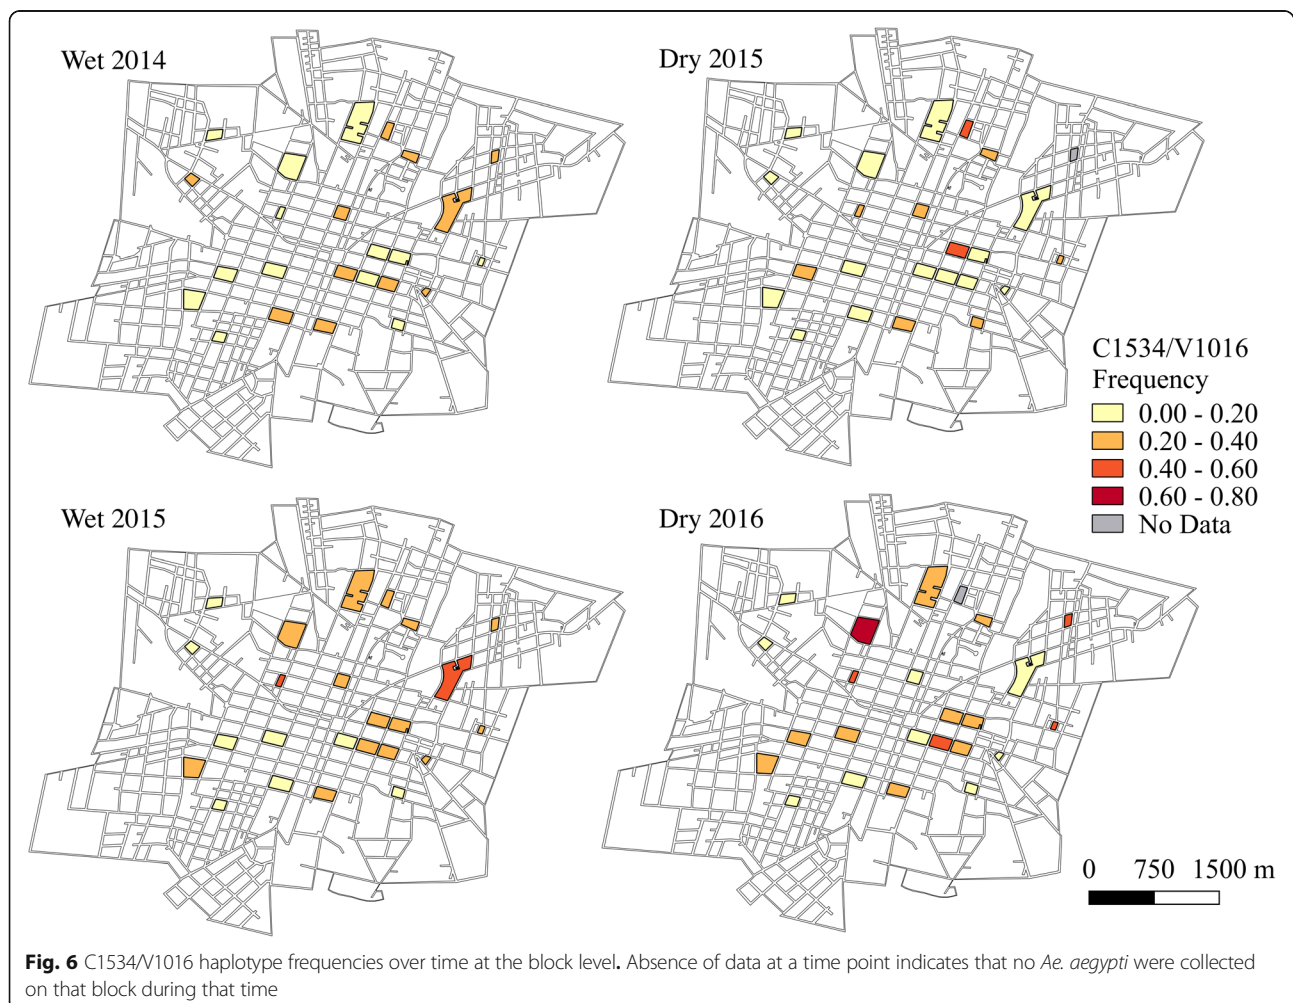 Wet 2014
Dry 2015
C1534/V1016
Frequency
0.00 - 0.20
0.20 - 0.40
0.40 - 0.60
0.60 - 0.80
No Data
Wet 2015
Dry 2016
0 750 1500 m
Fig. 6 C1534/V1016 haplotype frequencies over time at the block level. Absence of data at a time point indicates that no Ae. aegypti were collected
on that block during that time